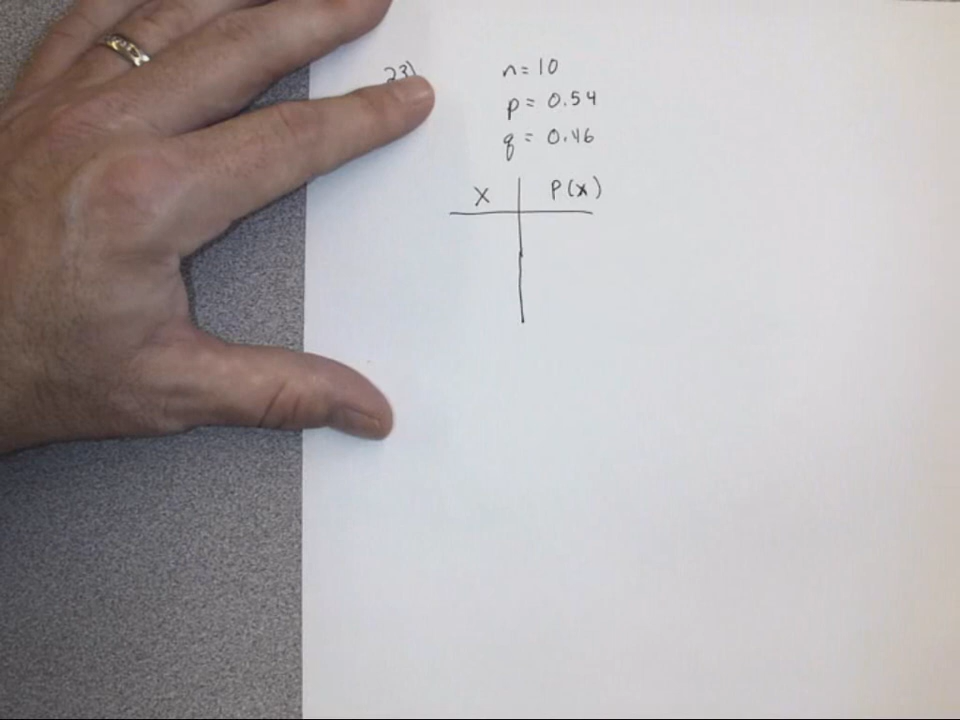 23)
n = 10
p = 0.54
q = 0.46
x P(x)